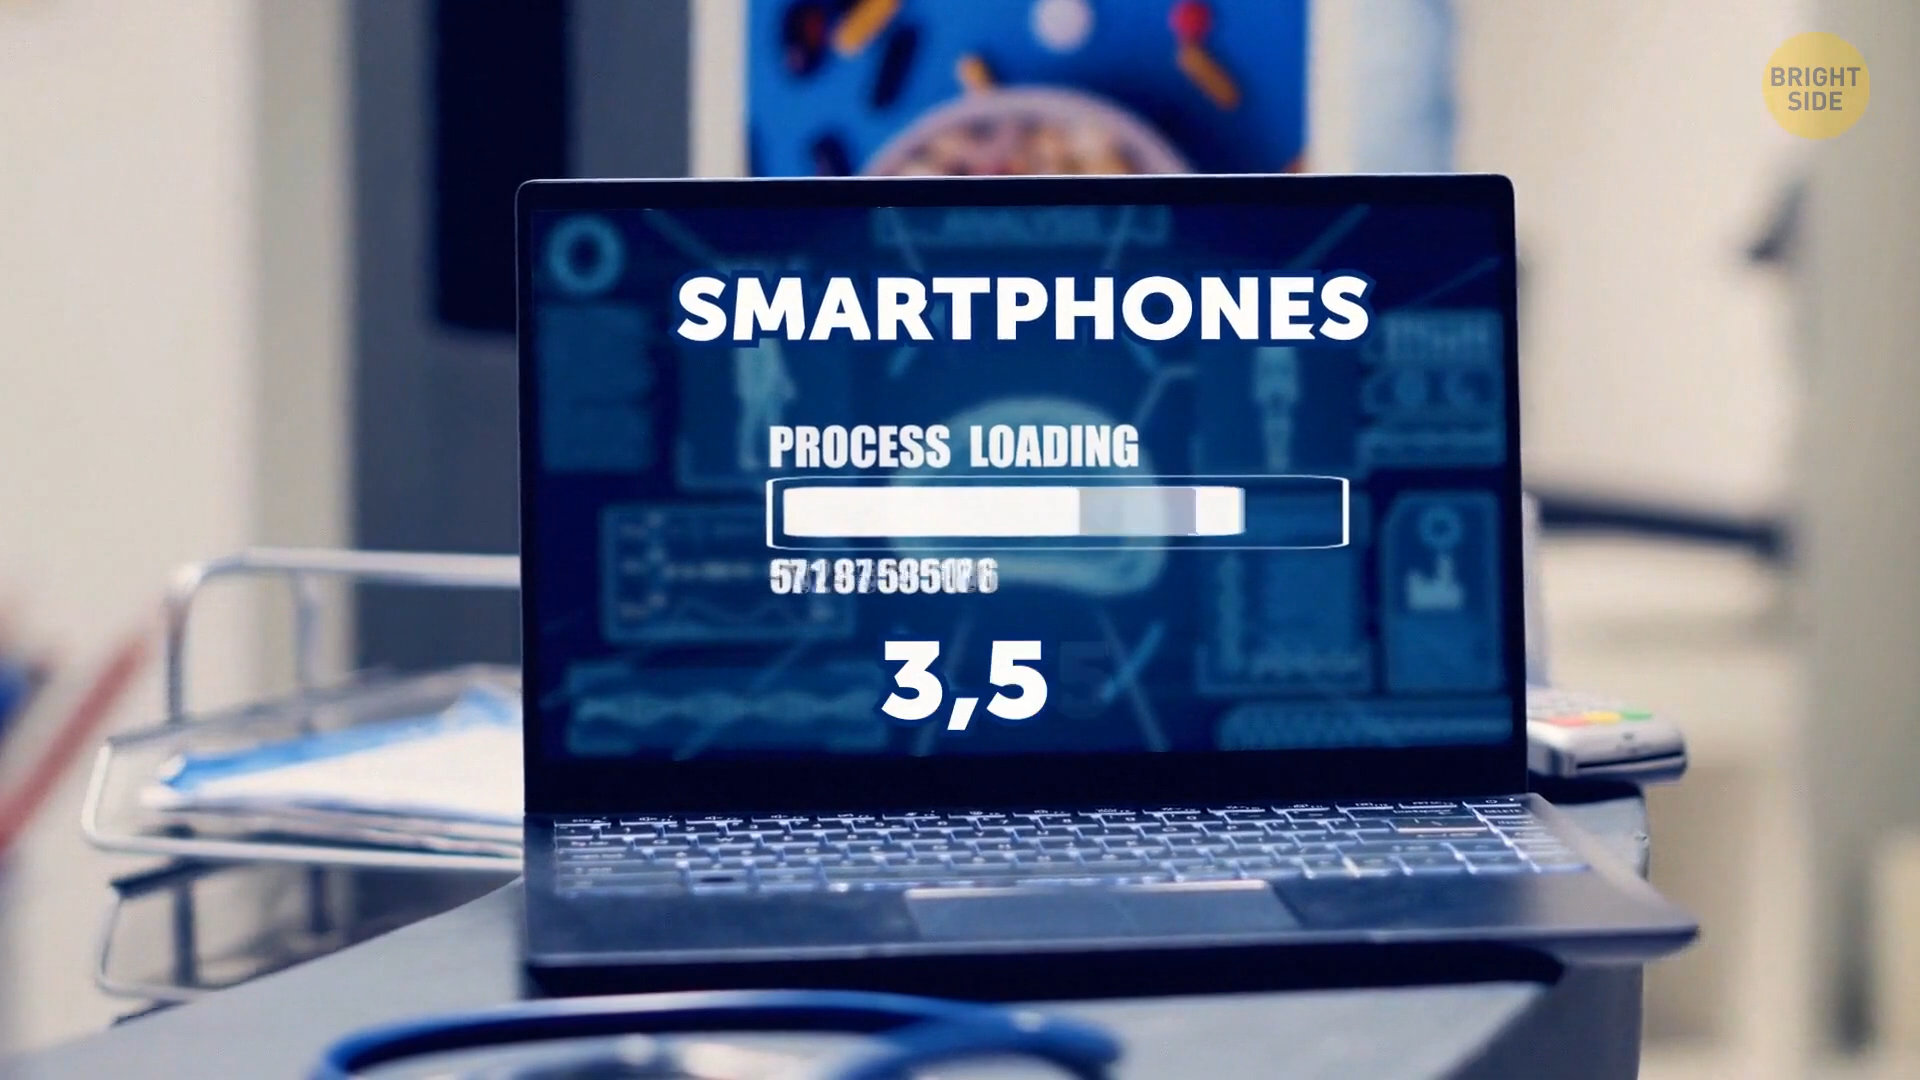 BRIGHT
SIDE
SMARTPHONES
PROCESS LOADING
3,5